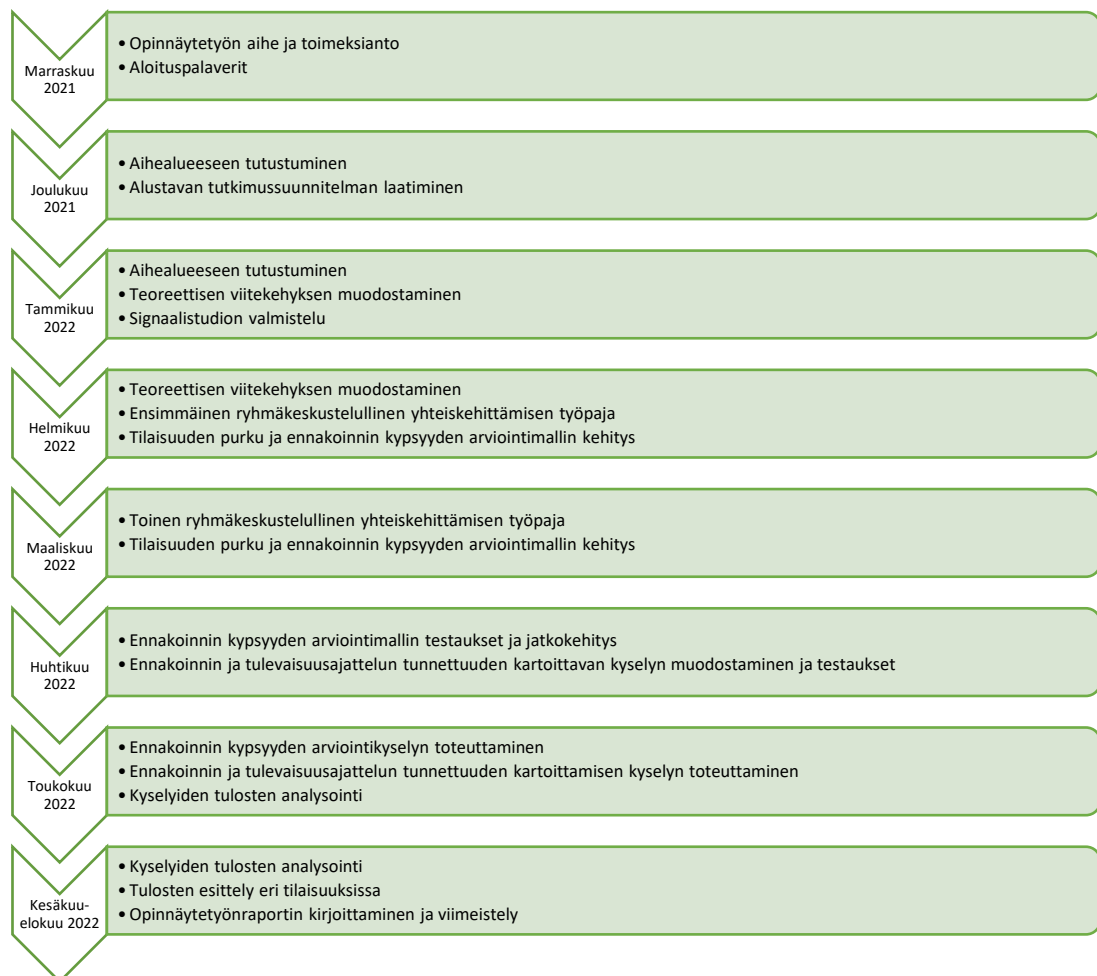 Marraskuu
2021
• Opinnäytetyön aihe ja toimeksianto
• Aloituspalaverit
Joulukuu
2021
• Aihealueeseen tutustuminen
• Alustavan tutkimussuunnitelman laatiminen
Tammikuu
2022
• Aihealueeseen tutustuminen
• Teoreettisen viitekehyksen muodostaminen
• Signaalistudion valmistelu
Helmikuu
2022
• Teoreettisen viitekehyksen muodostaminen
• Ensimmäinen ryhmäkeskustelullinen yhteiskehittämisen työpaja
• Tilaisuuden purku ja ennakoinnin kypsyyden arviointimallin kehitys
Maaliskuu
2022
• Toinen ryhmäkeskustelullinen yhteiskehittämisen työpaja
• Tilaisuuden purku ja ennakoinnin kypsyyden arviointimallin kehitys
Huhtikuu
2022
• Ennakoinnin kypsyyden arviointimallin testaukset ja jatkokehitys
• Ennakoinnin ja tulevaisuusajattelun tunnettuuden kartoittavan kyselyn muodostaminen ja testaukset
Toukokuu
2022
• Ennakoinnin kypsyyden arviointikyselyn toteuttaminen
• Ennakoinnin ja tulevaisuusajattelun tunnettuuden kartoittamisen kyselyn toteuttaminen
• Kyselyiden tulosten analysointi
Kesäkuu-
elokuu 2022
• Kyselyiden tulosten analysointi
• Tulosten esittely eri tilaisuuksissa
• Opinnäytetyönraportin kirjoittaminen ja viimeistely